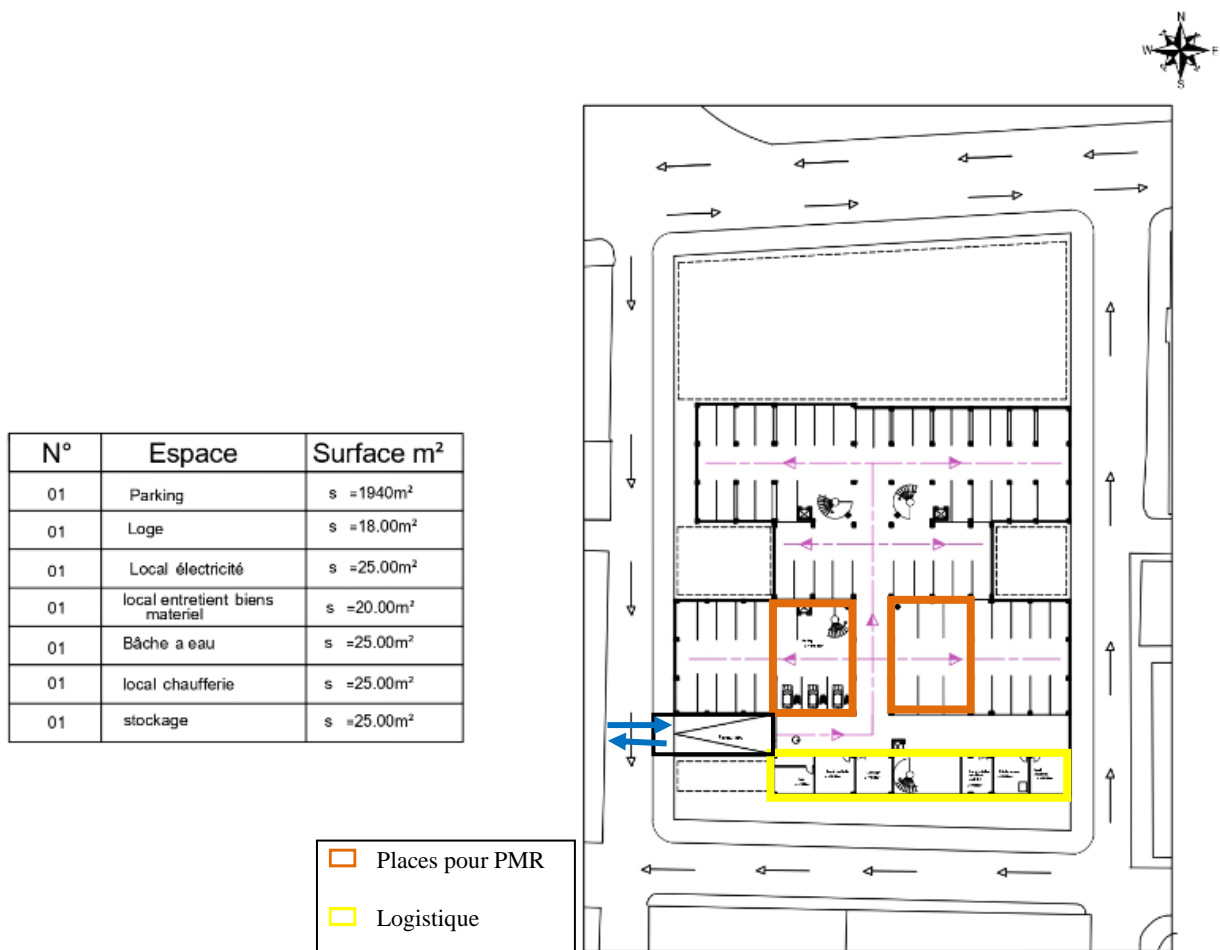 N
W E
S
N° Espace Surface m²
01 Parking s =1940m²
01 Loge s =18.00m²
01 Local électricité s =25.00m²
01 local entretient biens
materiel s =20.00m²
01 Bâche a eau s =25.00m²
01 local chaufferie s =25.00m²
01 stockage s =25.00m²
Places pour PMR
Logistique